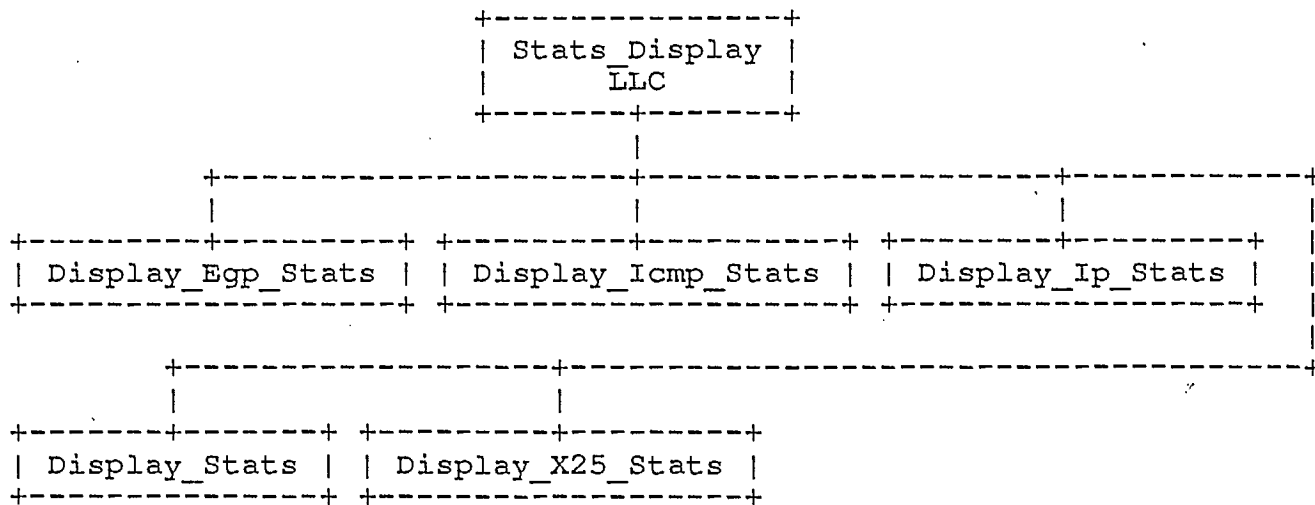 Stats_Display
LLC
Display_Egp_Stats
Display_Icmp_Stats
Display_Ip_Stats
Display_Stats
Display_X25_Stats